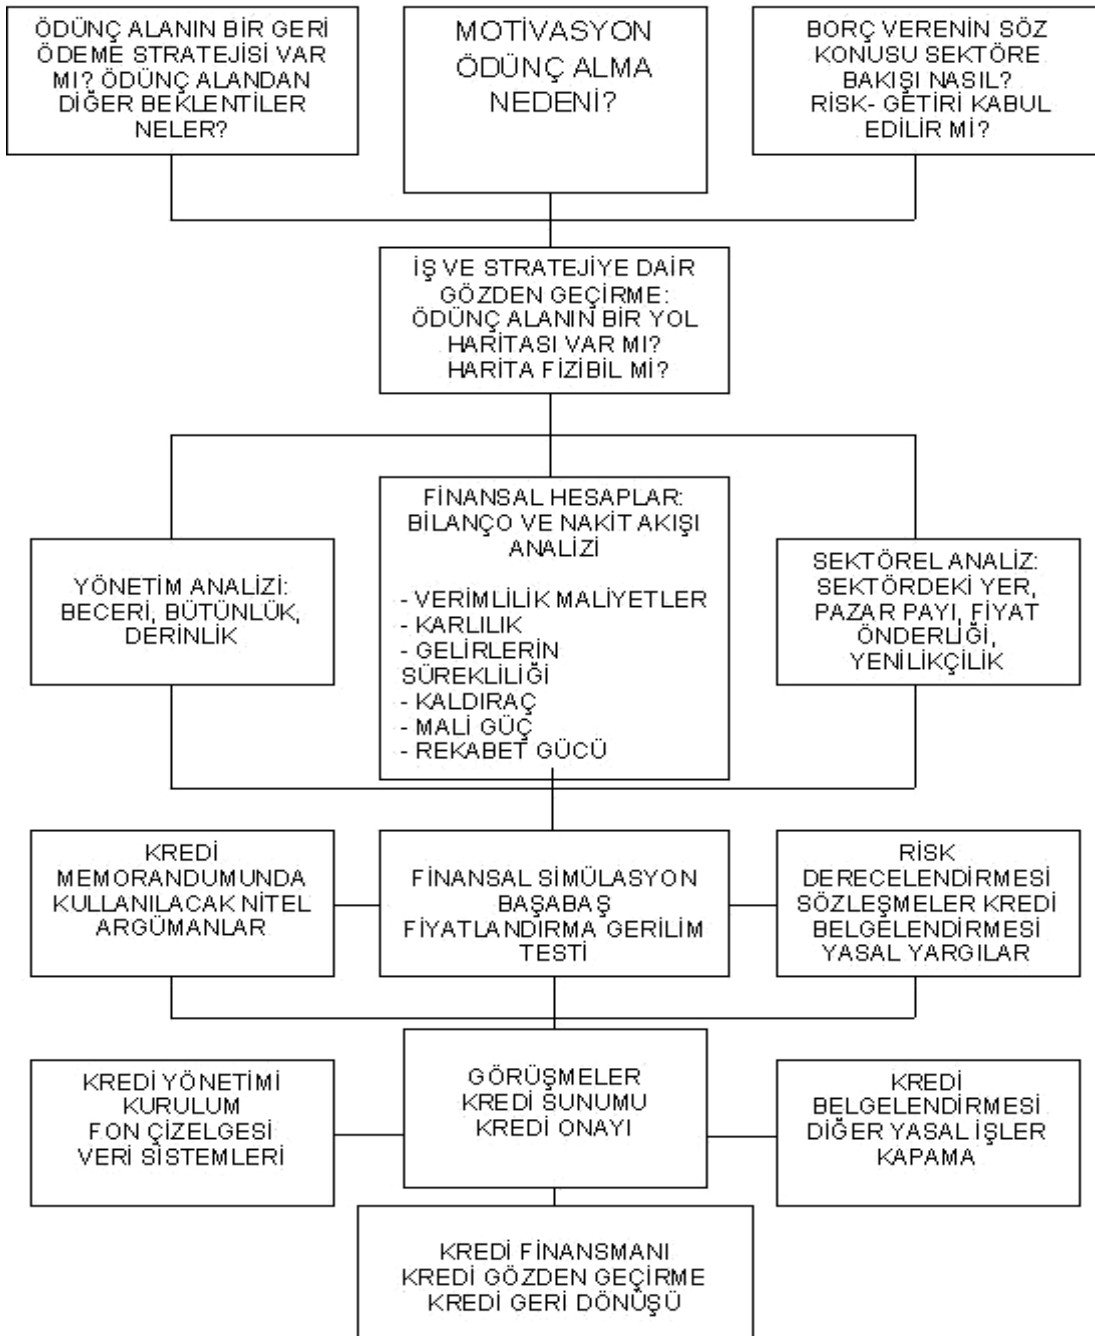 ÖDÜNÇ ALANIN BİR GERİ
ÖDEME STRATEJİSİ VAR
MI? ÖDÜNÇ ALANDAN
DİĞER BEKLENTİLER
NELER?
MOTİVASYON
ÖDÜNÇ ALMA
NEDENİ?
BORÇ VERENİN SÖZ
KONUSU SEKTÖRE
BAKIŞI NASIL?
RİSK- GETİRİ KABUL
EDİLİR Mİ?
İŞ VE STRATEJİYE DAİR
GÖZDEN GEÇİRME:
ÖDÜNÇ ALANIN BİR YOL
HARİTASI VAR MI?
HARİTA FİZİBİL Mİ?
YÖNETİM ANALİZİ:
BECERİ, BÜTÜNLÜK,
DERİNLİK
FİNANSAL HESAPLAR:
BİLANÇO VE NAKİT AKIŞI
ANALİZİ
- VERİMLİLİK MALİYETLER
- KARLILIK
- GELİRLERİN
SÜREKLİLİĞİ
- KALDIRAÇ
- MALİ GÜÇ
- REKABET GÜCÜ
SEKTÖREL ANALİZ:
SEKTÖRDEKİ YER,
PAZAR PAYI, FİYAT
ÖNDERLİĞİ,
YENİLİKÇİLİK
KREDİ
MEMORANDUMUNDA
KULLANILACAK NİTEL
ARGÜMANLAR
FİNANSAL SİMÜLASYON
BAŞABAŞ
FİYATLANDIRMA GERİLİM
TESTİ
RİSK
DERECELENDİRMESİ
SÖZLEŞMELER KREDİ
BELGELENDİRMESİ
YASAL YARGILAR
KREDİ YÖNETİMİ
KURULUM
FON ÇİZELGESİ
VERİ SİSTEMLERİ
GÖRÜŞMELER
KREDİ SUNUMU
KREDİ ONAYI
KREDİ
BELGELENDİRMESİ
DİĞER YASAL İŞLER
KAPAMA
KREDİ FİNANSMANI
KREDİ GÖZDEN GEÇİRME
KREDİ GERİ DÖNÜŞÜ